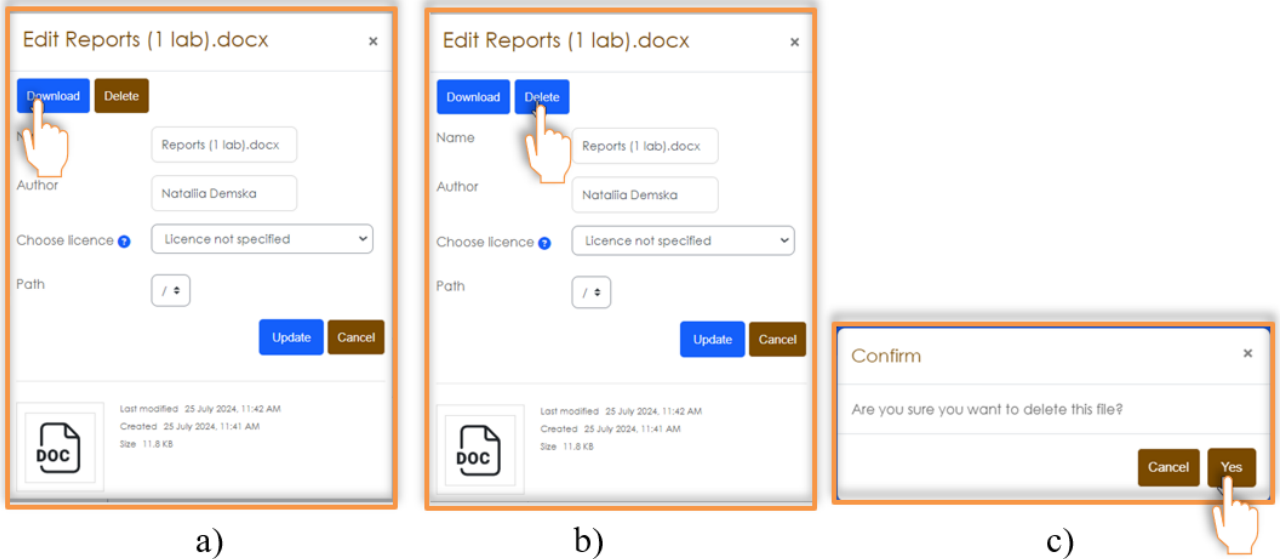 Edit Reports (1 lab).docx ×
Download Delete
Author
Reports (1 lab).docx
Nataliia Demska
Choose licence ? Licence not specified
Path /
Update Cancel
Last modified 25 July 2024, 11:42 AM
Created 25 July 2024, 11:41 AM
Size 11.8 KB
DOC
a)
Edit Reports (1 lab).docx ×
Download Delete
Name Reports (1 lab).docx
Author Nataliia Demska
Choose licence ? Licence not specified
Path /
Update Cancel
Last modified 25 July 2024, 11:42 AM
Created 25 July 2024, 11:41 AM
Size 11.8 KB
DOC
b)
Confirm ×
Are you sure you want to delete this file?
Cancel Yes
c)